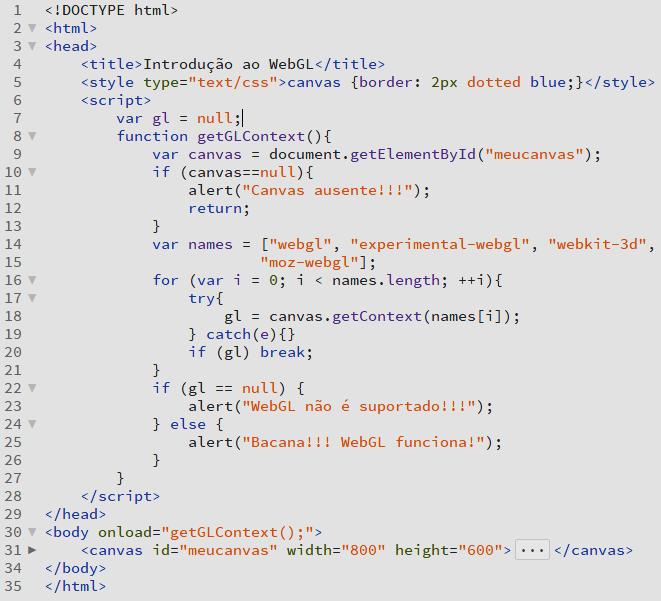 1 <!DOCTYPE html>
2 <html>
3 <head>
4     <title>Introdução ao WebGL</title>
5     <style type="text/css">canvas {border: 2px dotted blue;}</style>
6     <script>
7         var gl = null;
8         function getGLContext(){
9             var canvas = document.getElementById("meucanvas");
10             if (canvas==null){
11                 alert("Canvas ausente!!!");
12                 return;
13             }
14             var names = ["webgl", "experimental-webgl", "webkit-3d",
15                         "moz-webgl"];
16             for (var i = 0; i < names.length; ++i){
17                 try{
18                     gl = canvas.getContext(names[i]);
19                 } catch(e){}
20                 if (gl) break;
21             }
22             if (gl == null) {
23                 alert("WebGL não é suportado!!!");
24             } else {
25                 alert("Bacana!!! WebGL funciona!");
26             }
27         }
28     </script>
29 </head>
30 <body onload="getGLContext();">
31     <canvas id="meucanvas" width="800" height="600"> ... </canvas>
34 </body>
35 </html>